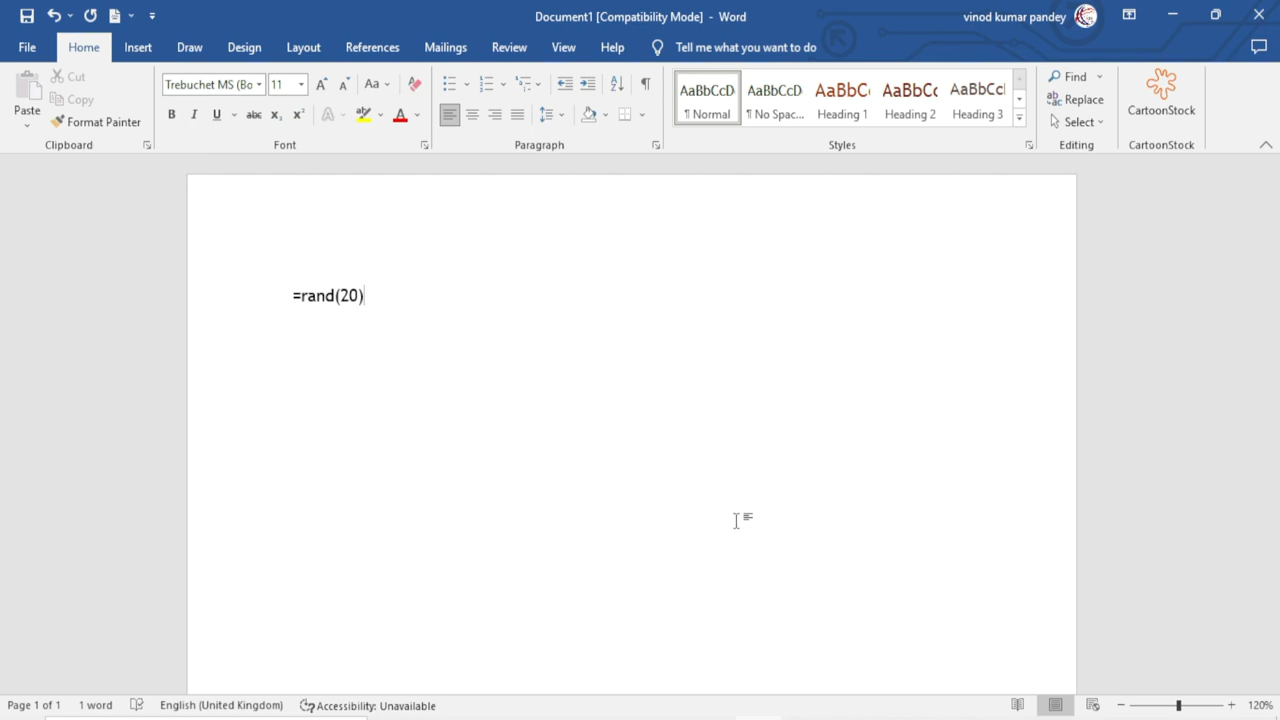 Document1 [Compatibility Mode] - Word
vinod kumar pandey
File Home Insert Draw Design Layout References Mailings Review View Help Tell me what you want to do
Paste
Cut
Copy
Format Painter
Clipboard
Trebuchet MS (Bo 11
Font
Paragraph
AaBbCcD
¶ Normal
AaBbCcD
¶ No Spac...
AaBbC
Heading 1
AaBbCc
Heading 2
AaBbCcI
Heading 3
Styles
Find
Replace
Select
Editing
CartoonStock
CartoonStock
=rand(20)
Page 1 of 1 1 word English (United Kingdom) Accessibility: Unavailable 120%